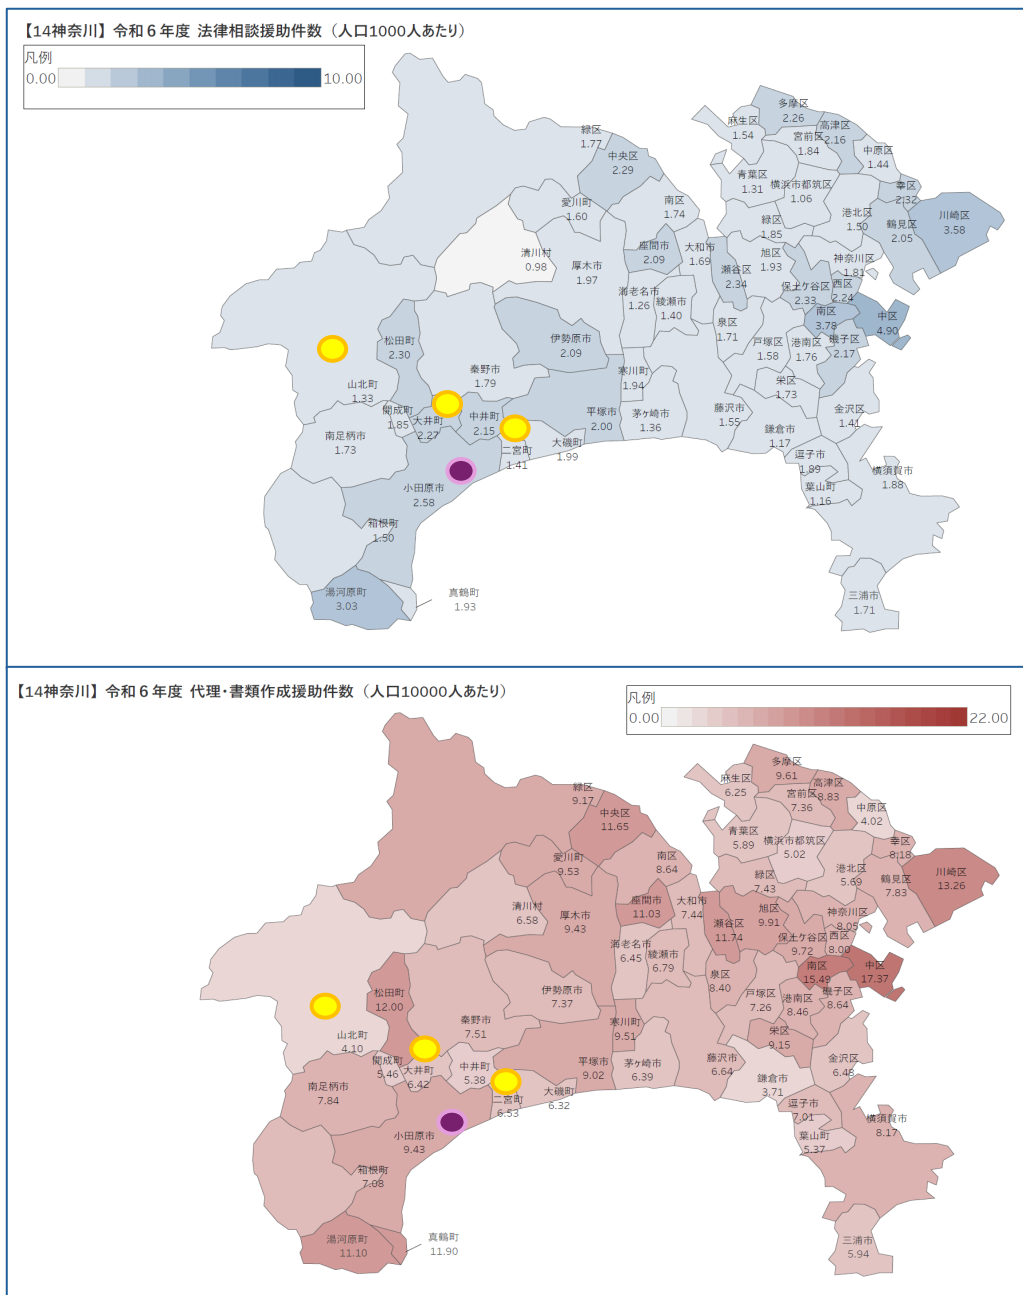 【14神奈川】 令和６年度 法律相談援助件数 （人口1000人あたり）
凡例
0.00
10.00
多摩区
2.26
麻生区
1.54
高津区
2.16
宮前区
1.84
中原区
1.44
緑区
1.77
中央区
2.29
青葉区
1.31
横浜市都筑区
1.06
幸区
2.32
川崎区
3.58
愛川町
1.60
南区
1.74
港北区
1.50
鶴見区
2.05
緑区
1.85
清川村
0.98
厚木市
1.97
座間市
2.09
大和市
1.69
瀬谷区
2.34
旭区
1.93
神奈川区
1.81
海老名市
1.26
綾瀬市
1.40
保土ケ谷区
2.33
西区
2.24
南区
3.78
中区
4.90
泉区
1.71
戸塚区
1.58
港南区
1.76
磯子区
2.17
松田町
2.30
伊勢原市
2.09
秦野市
1.79
寒川町
1.94
栄区
1.73
山北町
1.33
開成町
1.85
大井町
2.27
中井町
2.15
平塚市
2.00
茅ヶ崎市
1.36
藤沢市
1.55
金沢区
1.41
南足柄市
1.73
二宮町
1.41
大磯町
1.99
鎌倉市
1.17
逗子市
1.89
横須賀市
1.88
葉山町
1.16
小田原市
2.58
箱根町
1.50
湯河原町
3.03
真鶴町
1.93
三浦市
1.71
【14神奈川】 令和６年度 代理・書類作成援助件数 （人口10000人あたり）
凡例
0.00
22.00
多摩区
9.61
麻生区
6.25
高津区
8.83
宮前区
7.36
中原区
4.02
緑区
9.17
中央区
11.65
青葉区
5.89
横浜市都筑区
5.02
幸区
8.18
川崎区
13.26
愛川町
9.53
南区
8.64
港北区
5.69
鶴見区
7.83
緑区
7.43
清川村
6.58
厚木市
9.43
座間市
11.03
大和市
7.44
瀬谷区
11.74
旭区
9.91
神奈川区
8.05
海老名市
6.45
綾瀬市
6.79
保土ケ谷区
9.72
西区
8.00
南区
15.49
中区
17.37
泉区
8.40
戸塚区
7.26
港南区
8.46
磯子区
8.64
松田町
12.00
伊勢原市
7.37
秦野市
7.51
寒川町
9.51
栄区
9.15
山北町
4.10
開成町
5.46
大井町
6.42
中井町
5.38
平塚市
9.02
茅ヶ崎市
6.39
藤沢市
6.64
金沢区
6.48
南足柄市
7.84
二宮町
6.53
大磯町
6.32
鎌倉市
3.71
逗子市
7.01
横須賀市
8.17
葉山町
5.37
小田原市
9.43
箱根町
7.08
湯河原町
11.10
真鶴町
11.90
三浦市
5.94